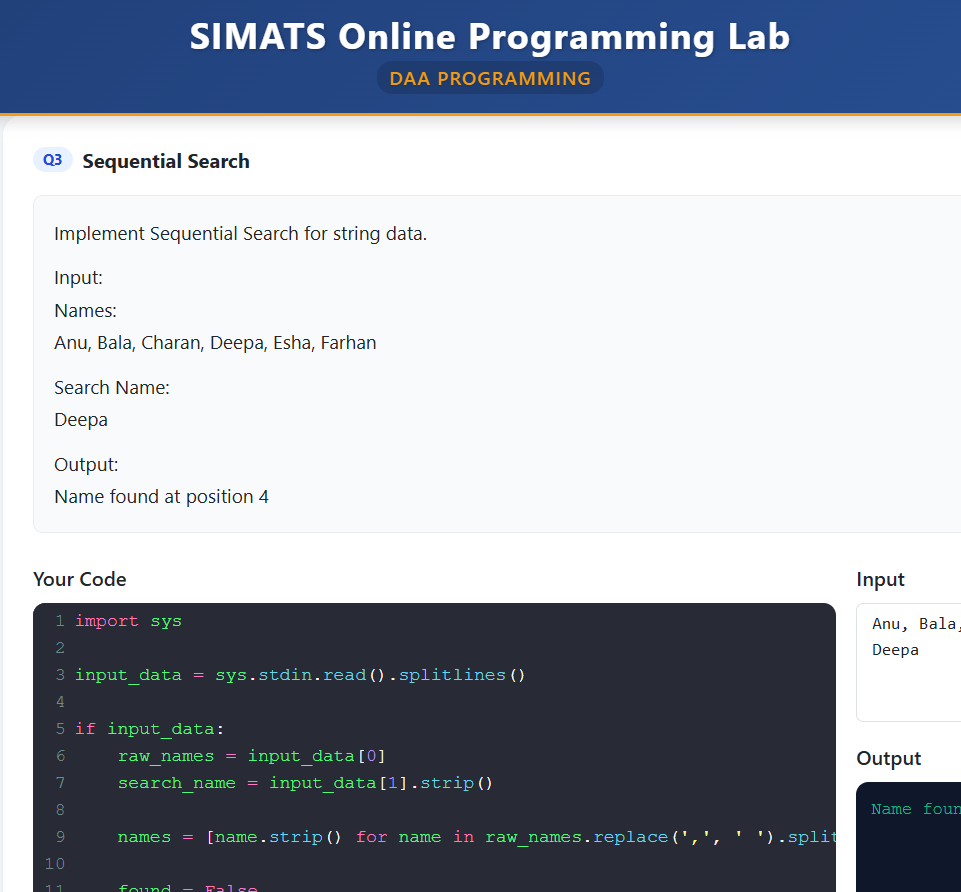 SIMATS Online Programming Lab
DAA PROGRAMMING
Q3 Sequential Search
Implement Sequential Search for string data.
Input:
Names:
Anu, Bala, Charan, Deepa, Esha, Farhan
Search Name:
Deepa
Output:
Name found at position 4
Your Code
1 import sys
2
3 input_data = sys.stdin.read().splitlines()
4
5 if input_data:
6     raw_names = input_data[0]
7     search_name = input_data[1].strip()
8
9     names = [name.strip() for name in raw_names.replace(',', ' ').split
10
11     found = False
Input
Anu, Bala,
Deepa
Output
Name foun